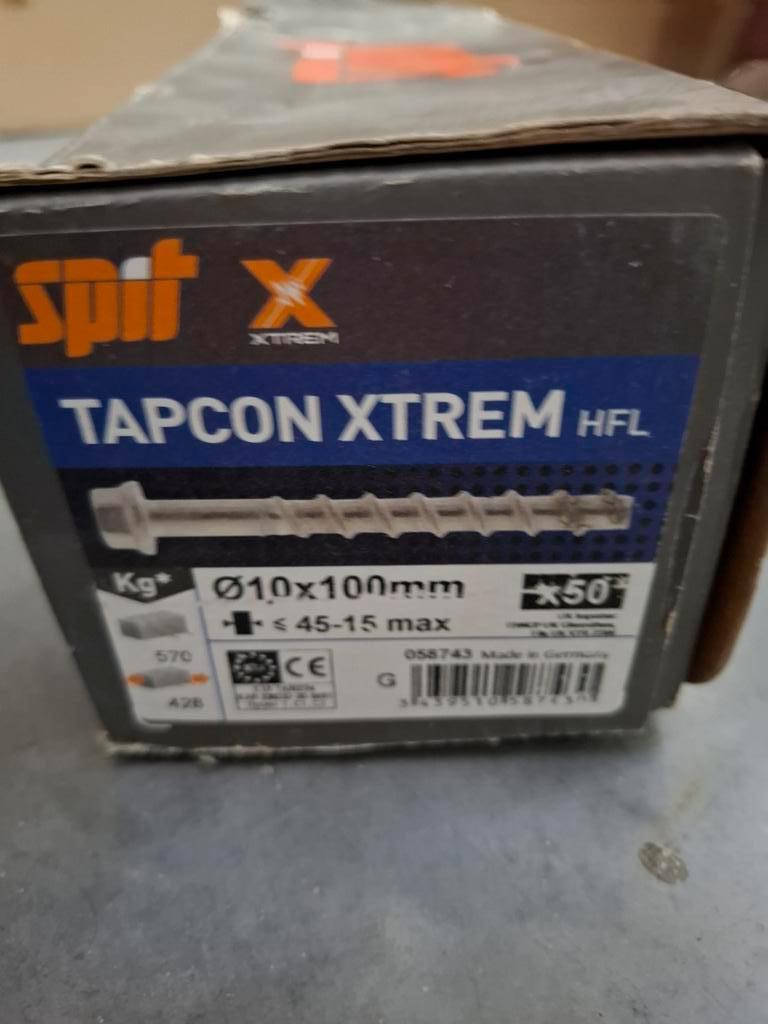 spit X
XTREM
TAPCON XTREM HFL
Kg*
Ø10x100mm
x50
≤ 45-15 max
570
428
CE
058743 Made in Germany
G